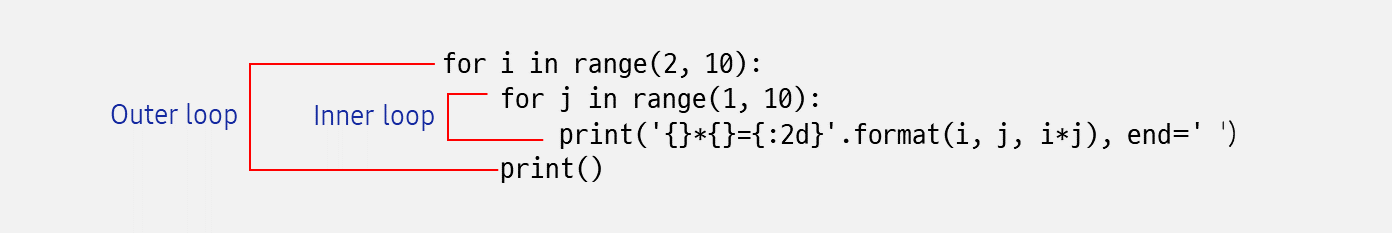 for i in range(2, 10):
Outer loop
Inner loop
for j in range(1, 10):
print('{}*{}={:2d}'.format(i, j, i*j), end=' ')
print()